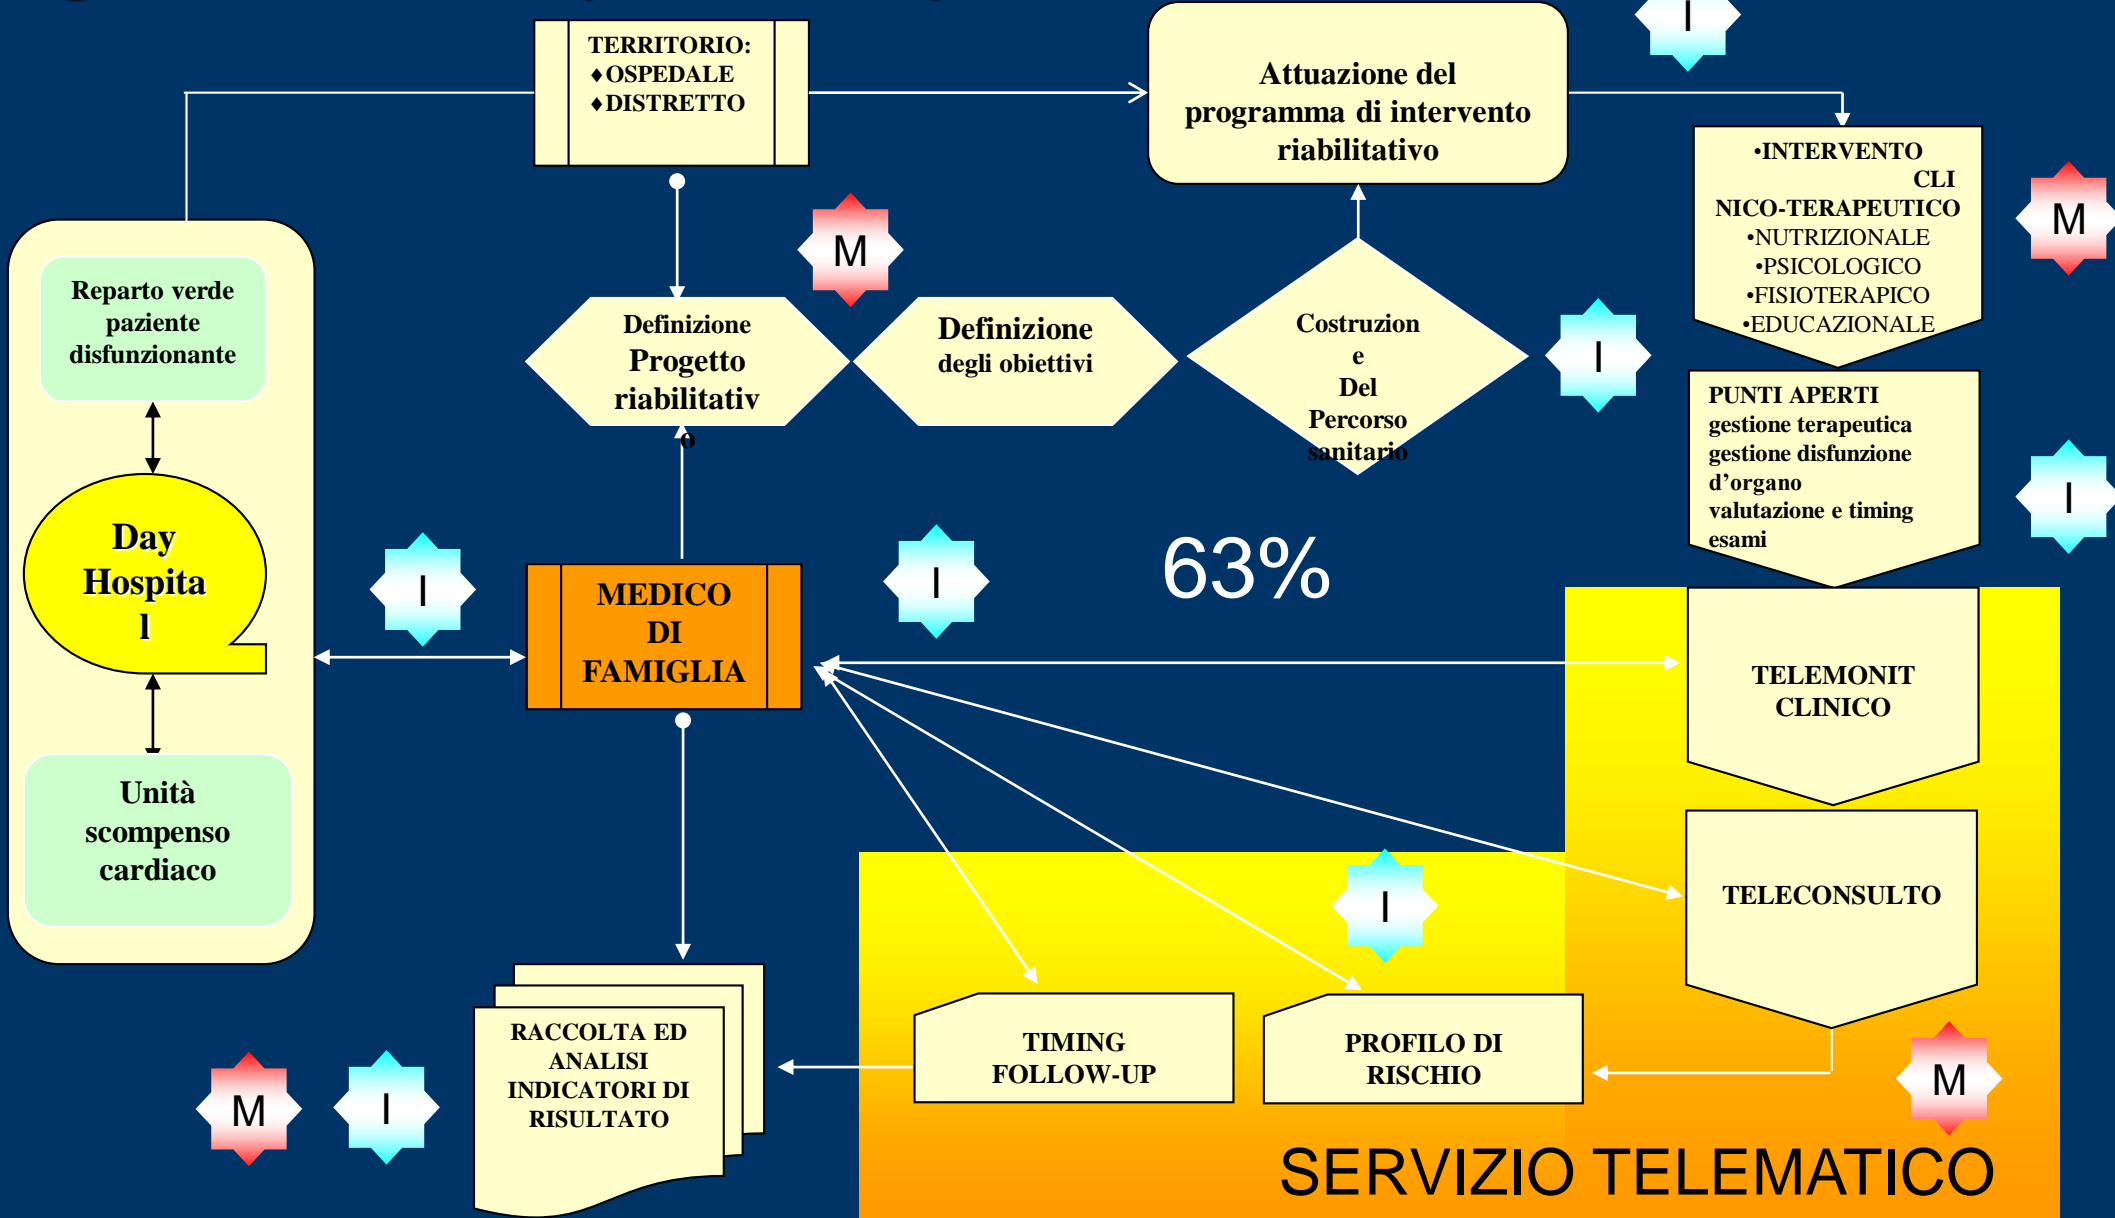 I
TERRITORIO:
♦OSPEDALE
♦DISTRETTO
Attuazione del
programma di intervento
riabilitativo
•INTERVENTO
CLI
NICO-TERAPEUTICO
•NUTRIZIONALE
•PSICOLOGICO
•FISIOTERAPICO
•EDUCAZIONALE
M
M
Reparto verde
paziente
disfunzionante
Definizione
Progetto
riabilitativ
o
Definizione
degli obiettivi
Costruzion
e
Del
Percorso
sanitario
I
PUNTI APERTI
gestione terapeutica
gestione disfunzione
d’organo
valutazione e timing
esami
I
Day
Hospita
l
I
MEDICO
DI
FAMIGLIA
I
63%
TELEMONIT
CLINICO
Unità
scompenso
cardiaco
I
TELECONSULTO
RACCOLTA ED
ANALISI
INDICATORI DI
RISULTATO
TIMING
FOLLOW-UP
PROFILO DI
RISCHIO
M
M
I
SERVIZIO TELEMATICO